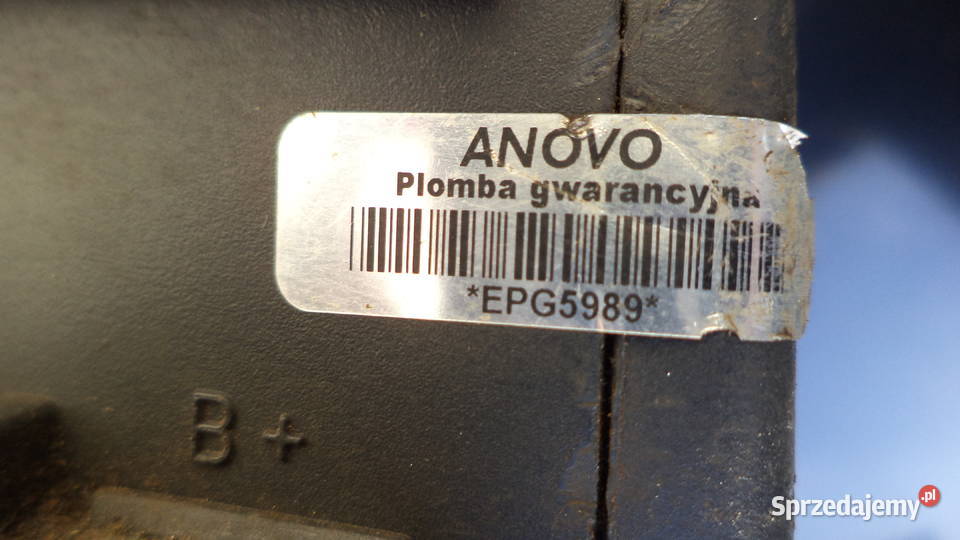 ANOVO
Plomba gwarancyjna
*EPG5989*
B +
Sprzedajemy.pl